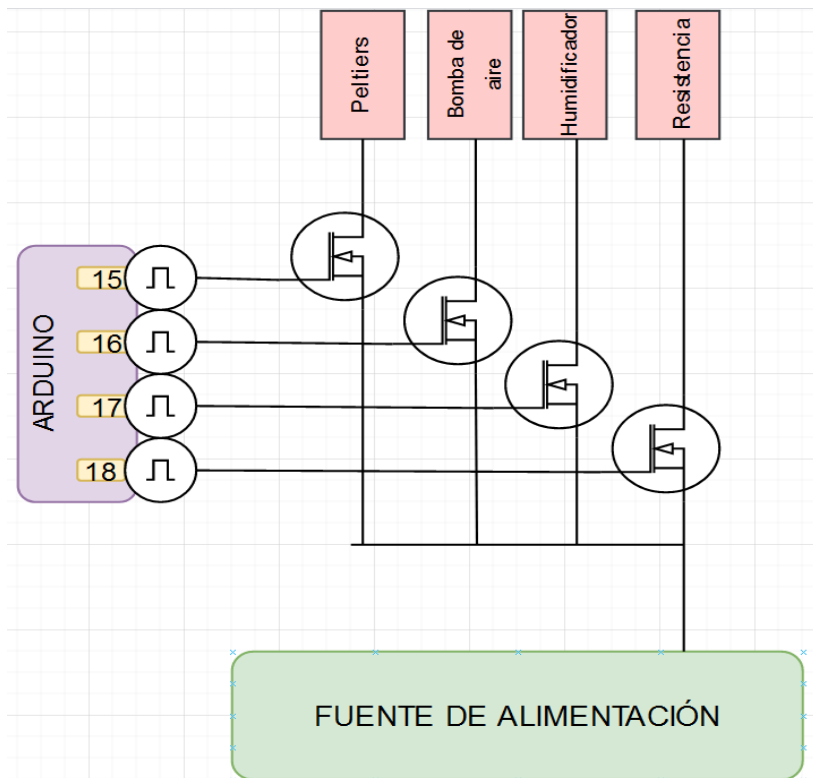 Peltiers
Bomba de
aire
Humidificador
Resistencia
ARDUINO
15
16
17
18
FUENTE DE ALIMENTACIÓN